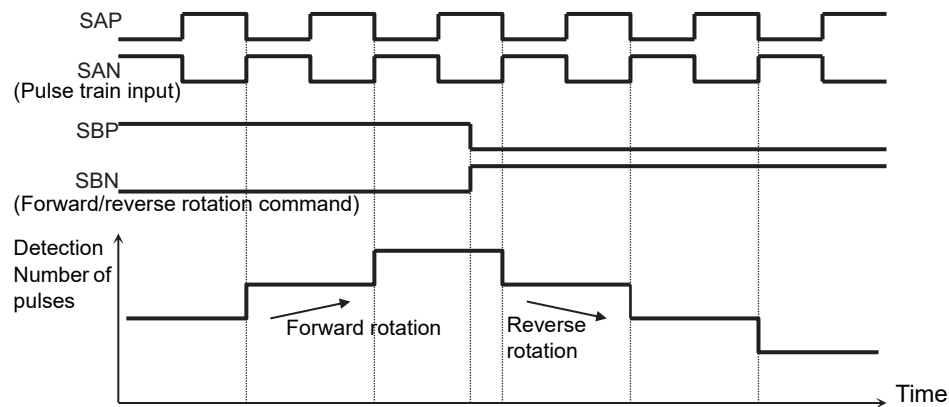 SAP
SAN
(Pulse train input)
SBP
SBN
(Forward/reverse rotation command)
Detection
Number of
pulses
Forward rotation
Reverse
rotation
Time